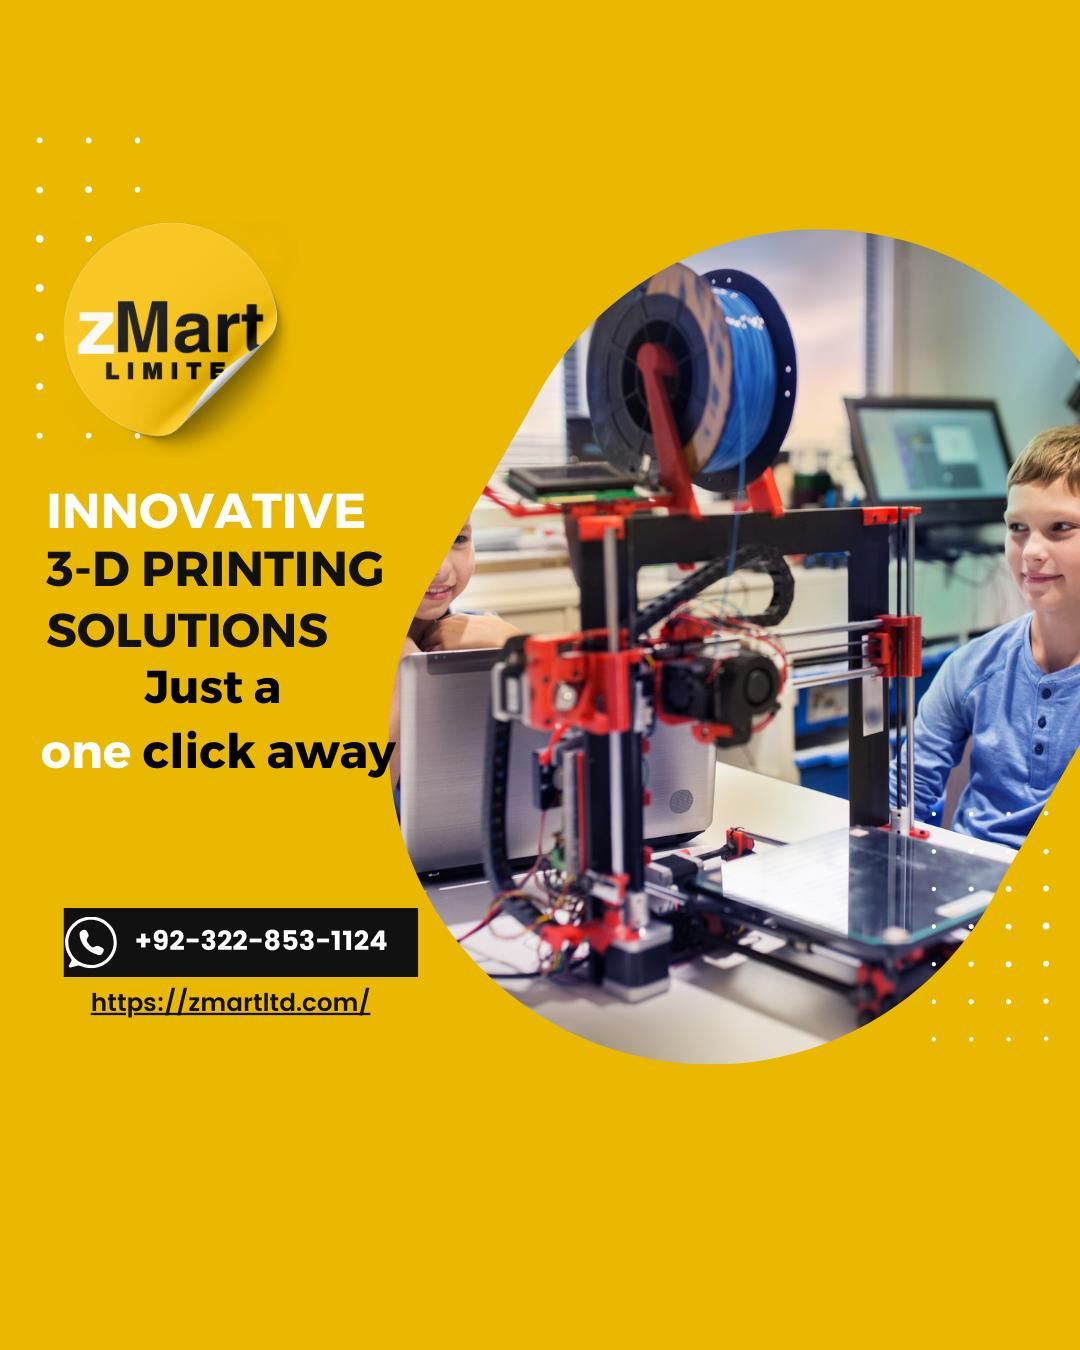 zMart
LIMITE
INNOVATIVE
3-D PRINTING
SOLUTIONS
Just a
one click away
+92-322-853-1124
https://zmartltd.com/